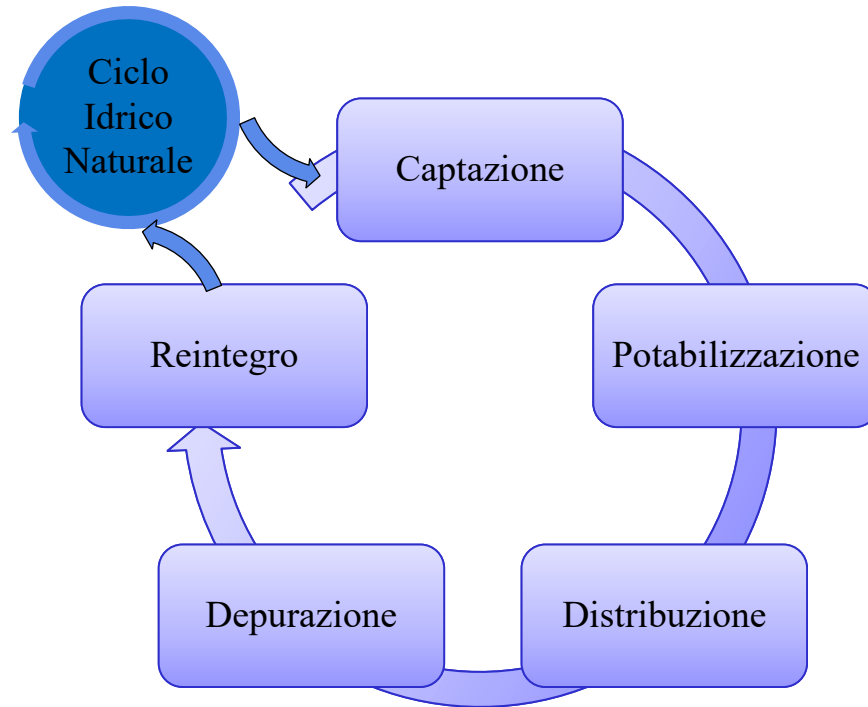 Ciclo
Idrico
Naturale
Captazione
Potabilizzazione
Distribuzione
Depurazione
Reintegro